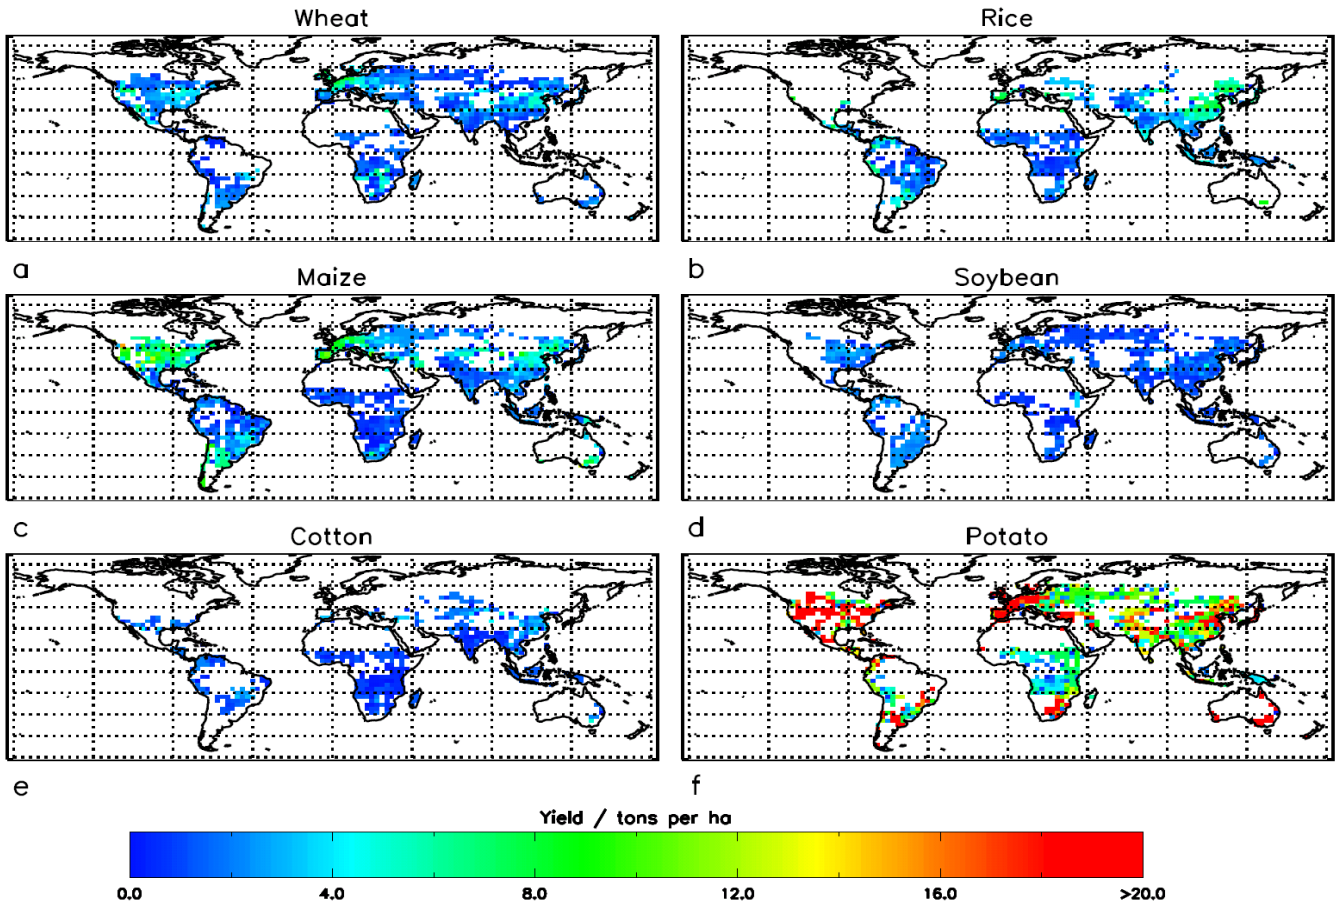 Wheat
Rice
a
b
Maize
Soybean
c
d
Cotton
Potato
e
f
Yield / tons per ha
0.0 4.0 8.0 12.0 16.0 >20.0